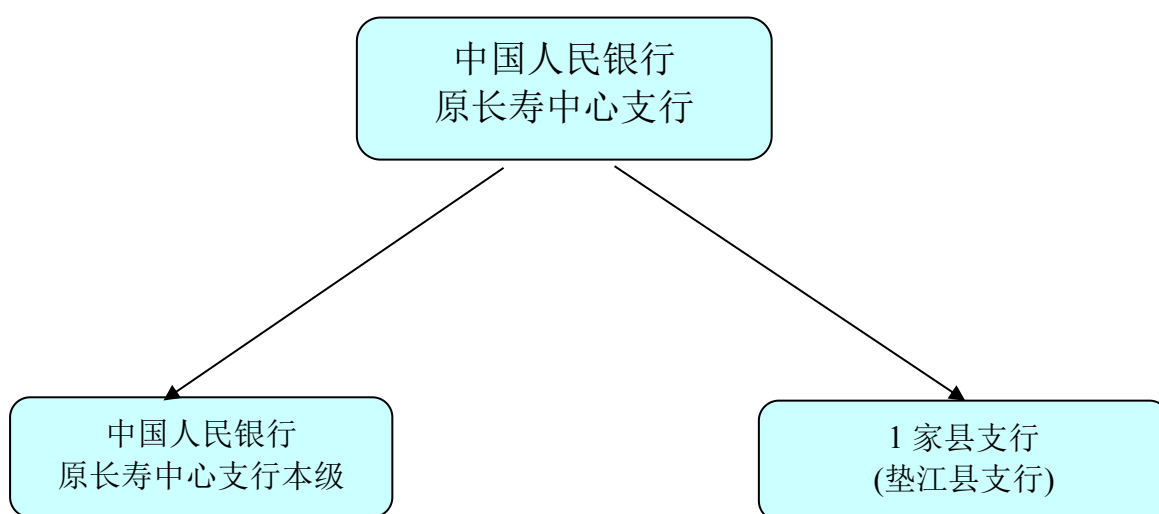 中国人民银行
原长寿中心支行
中国人民银行
原长寿中心支行本级
1 家县支行
(垫江县支行)